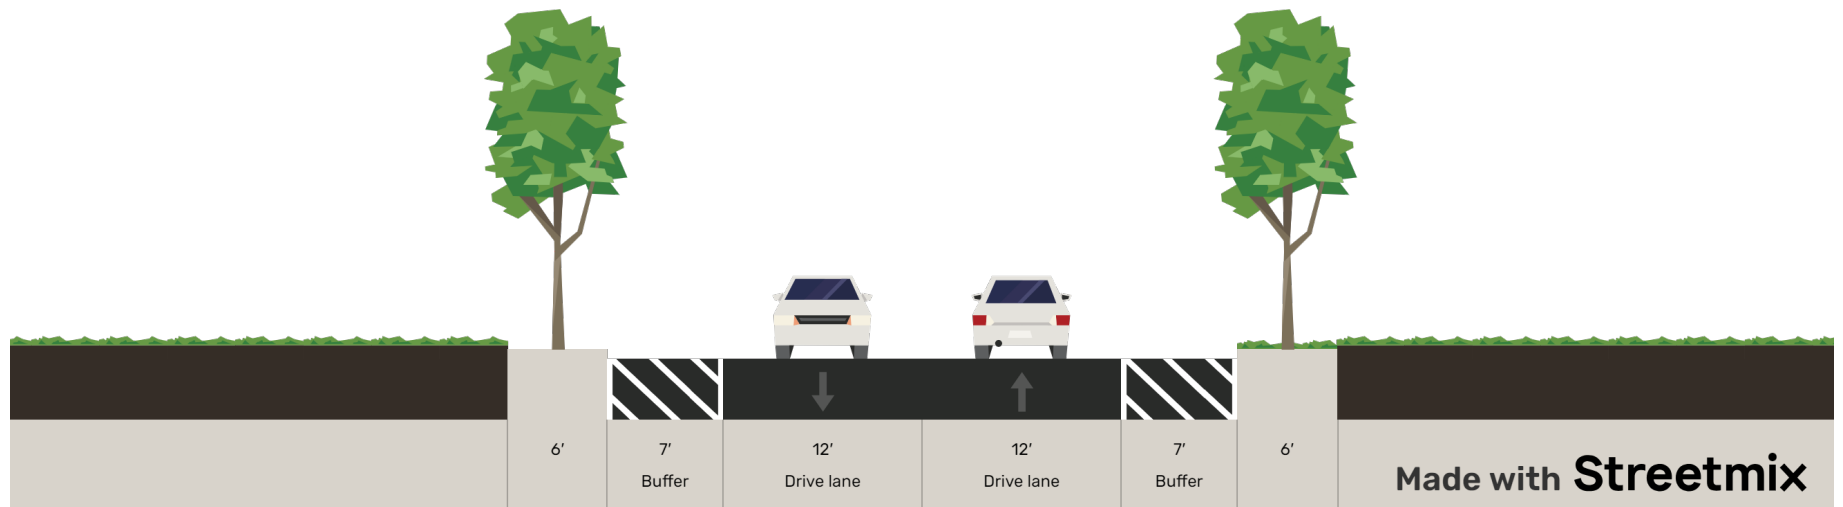 6′
7′
12′
12′
7′
6′
Buffer
Drive lane
Drive lane
Buffer
Made with Streetmix